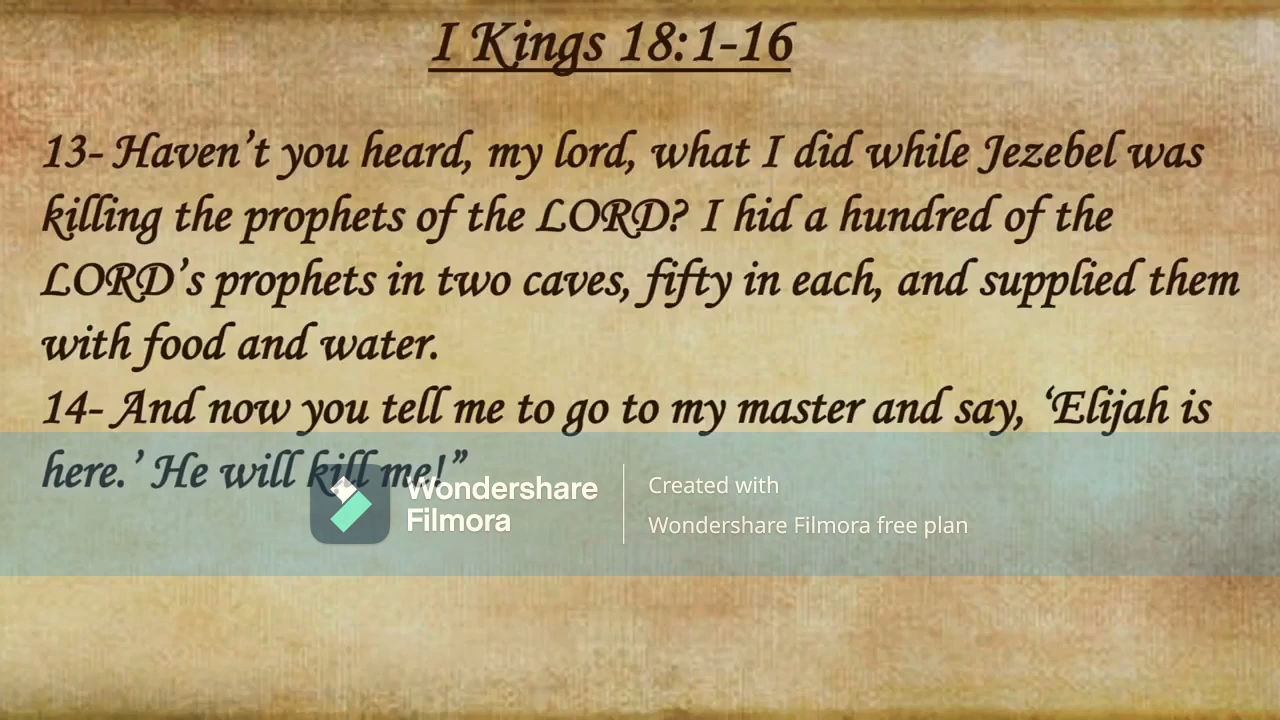 I Kings 18:1-16
13- Haven’t you heard, my lord, what I did while Jezebel was
killing the prophets of the LORD? I hid a hundred of the
LORD’s prophets in two caves, fifty in each, and supplied them
with food and water.
14- And now you tell me to go to my master and say, ‘Elijah is
here.’ He will kill me!”
Wondershare
Filmora
Created with
Wondershare Filmora free plan